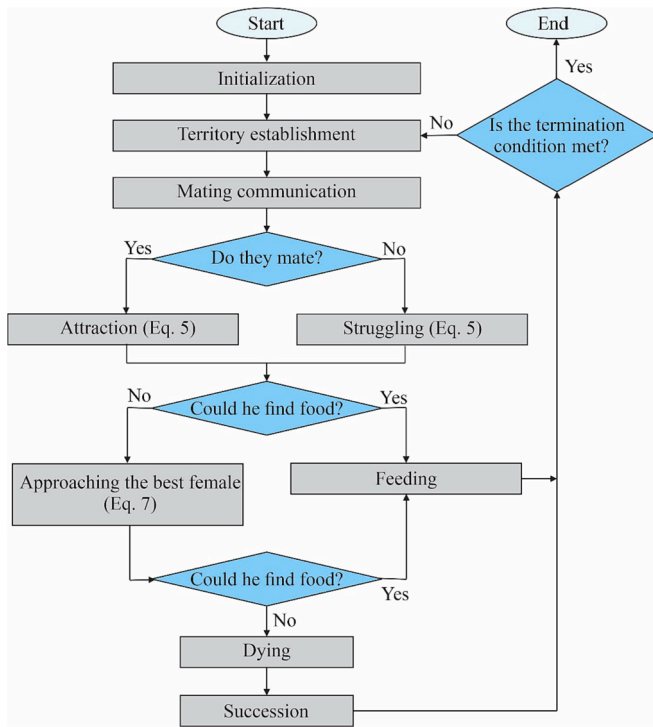 Start
End
Initialization
Yes
No
Is the termination
condition met?
Territory establishment
Mating communication
Yes
Do they mate?
No
Attraction (Eq. 5)
Struggling (Eq. 5)
No
Could he find food?
Yes
Approaching the best female
(Eq. 7)
Feeding
Could he find food?
Yes
No
Dying
Succession